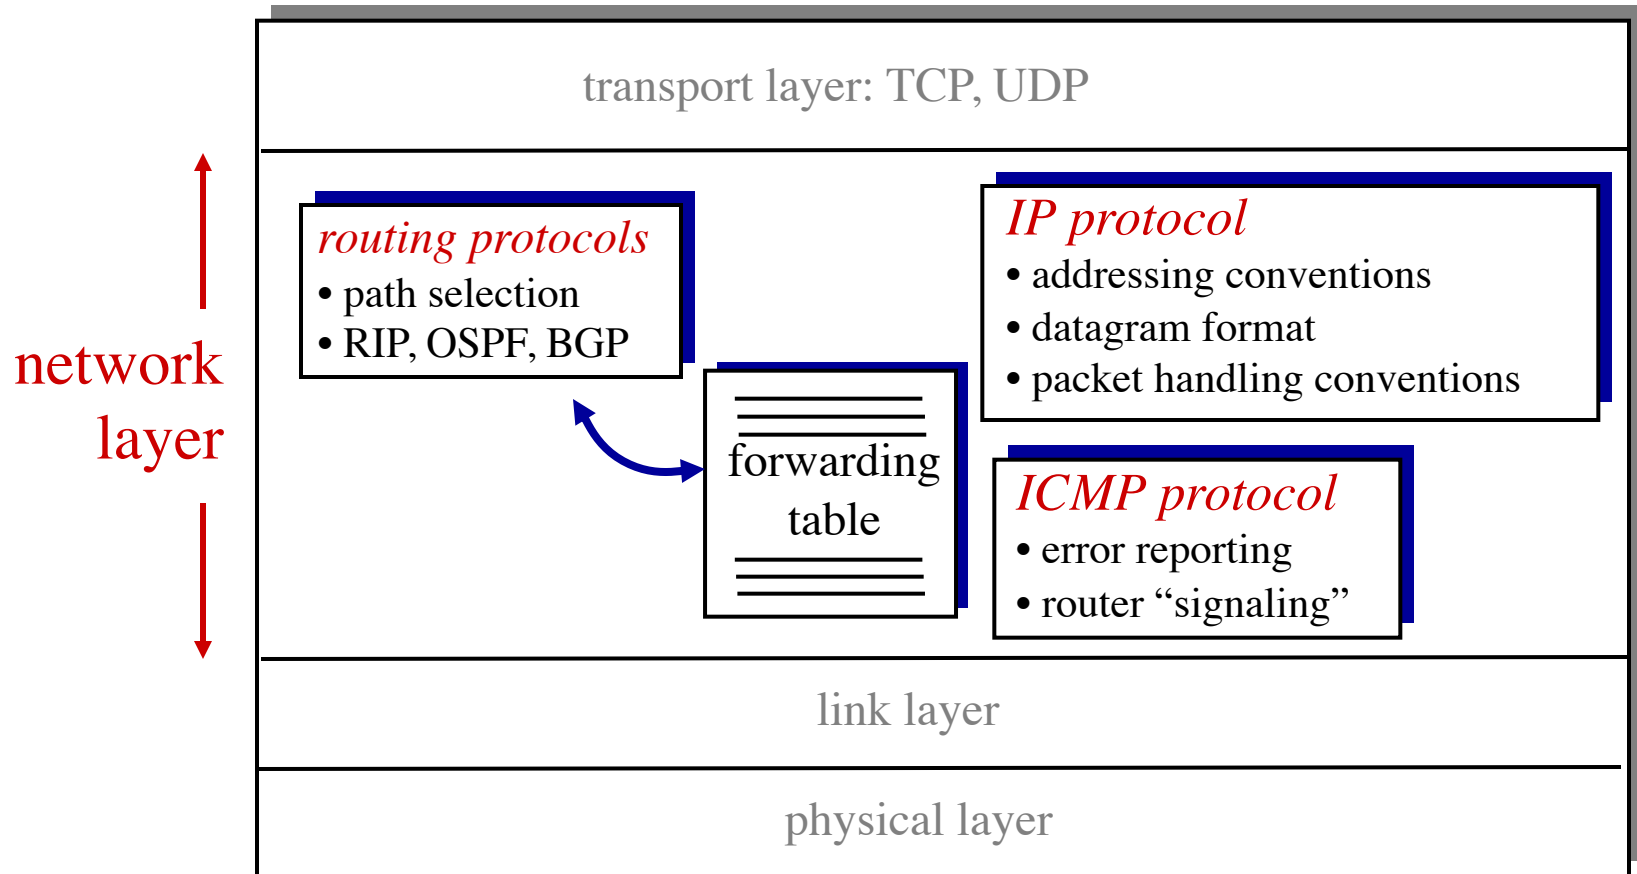 transport layer: TCP, UDP
network
layer
routing protocols
• path selection
• RIP, OSPF, BGP
forwarding
table
IP protocol
• addressing conventions
• datagram format
• packet handling conventions
ICMP protocol
• error reporting
• router “signaling”
link layer
physical layer